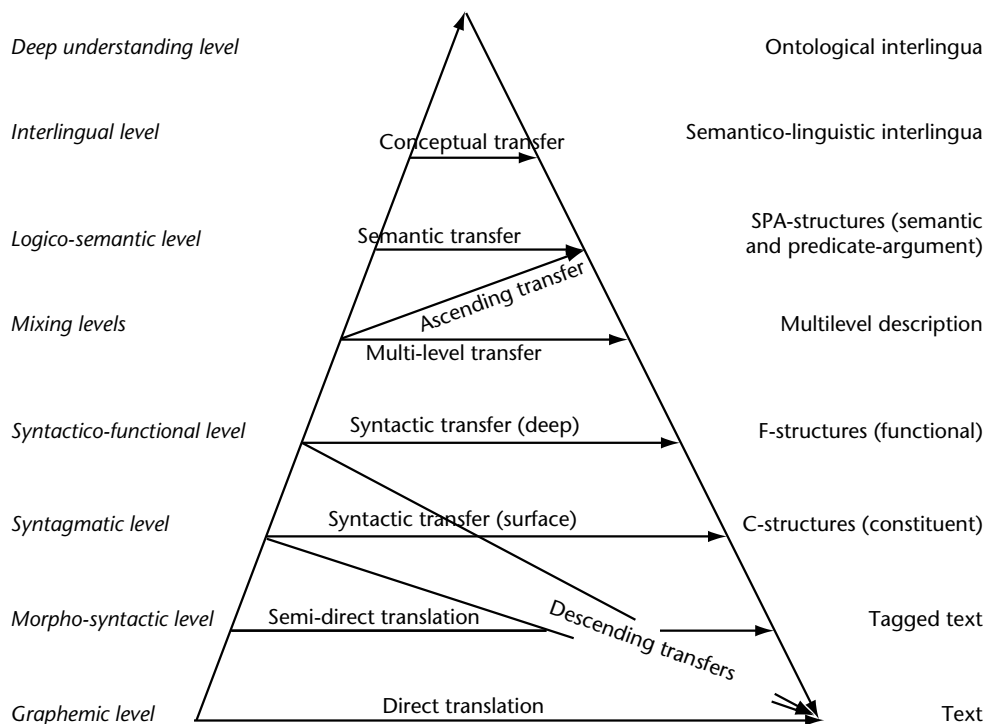 Deep understanding level
Ontological interlingua
Interlingual level
Conceptual transfer
Semantico-linguistic interlingua
Logico-semantic level
Semantic transfer
SPA-structures (semantic
and predicate-argument)
Ascending transfer
Mixing levels
Multi-level transfer
Multilevel description
Syntactico-functional level
Syntactic transfer (deep)
F-structures (functional)
Syntagmatic level
Syntactic transfer (surface)
C-structures (constituent)
Morpho-syntactic level
Semi-direct translation
Descending transfers
Tagged text
Graphemic level
Direct translation
Text